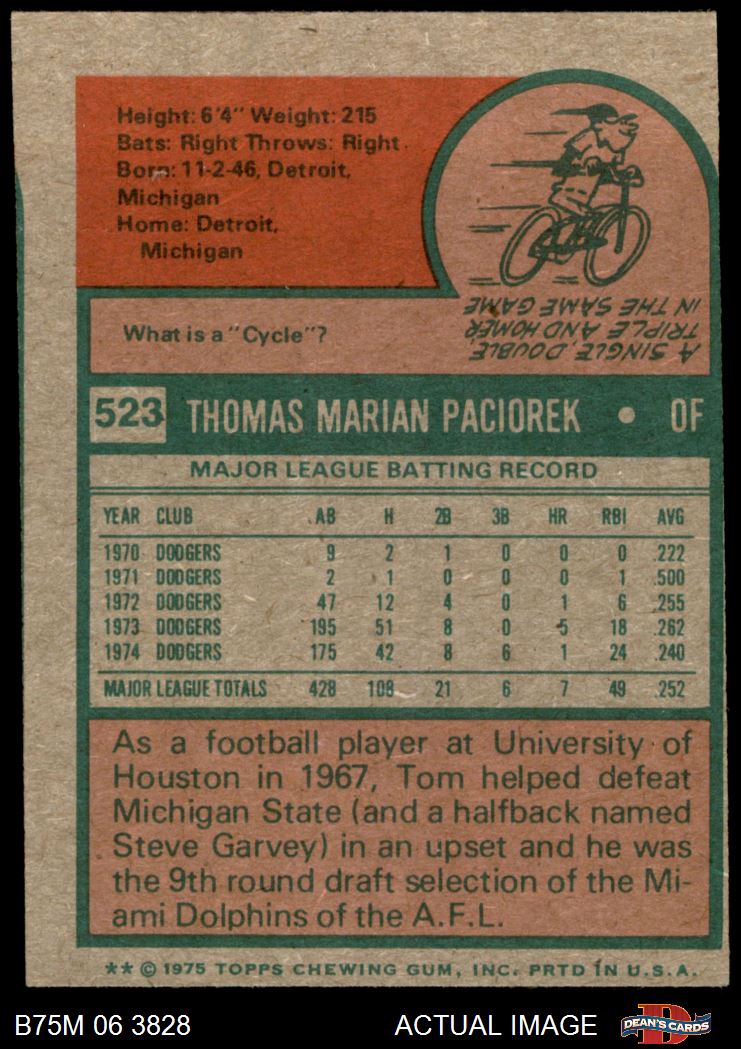 Height: 6'4" Weight: 215
Bats: Right Throws: Right
Born: 11-2-46, Detroit,
Michigan
Home: Detroit,
Michigan
What is a "Cycle"?
A SINGLE, DOUBLE,
TRIPLE AND HOMER
IN THE SAME GAME
523 THOMAS MARIAN PACIOREK • OF
MAJOR LEAGUE BATTING RECORD
YEAR CLUB AB H 2B 3B HR RBI AVG
1970 DODGERS 9 2 1 0 0 0 .222
1971 DODGERS 2 1 0 0 0 1 .500
1972 DODGERS 47 12 4 0 1 6 .255
1973 DODGERS 195 51 8 0 5 18 .262
1974 DODGERS 175 42 8 6 1 24 .240
MAJOR LEAGUE TOTALS 428 108 21 6 7 49 .252
As a football player at University of
Houston in 1967, Tom helped defeat
Michigan State (and a halfback named
Steve Garvey) in an upset and he was
the 9th round draft selection of the Mi-
ami Dolphins of the A.F.L.
** © 1975 TOPPS CHEWING GUM, INC. PRTD IN U.S.A.
B75M 06 3828 ACTUAL IMAGE DEAN'S CARDS